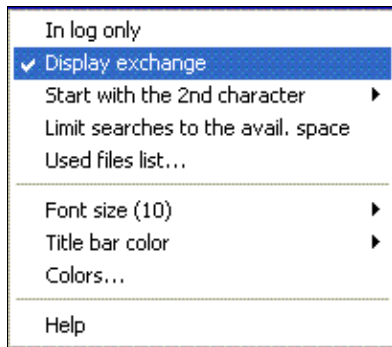 In log only
Display exchange
Start with the 2nd character
Limit searches to the avail. space
Used files list...
Font size (10)
Title bar color
Colors...
Help